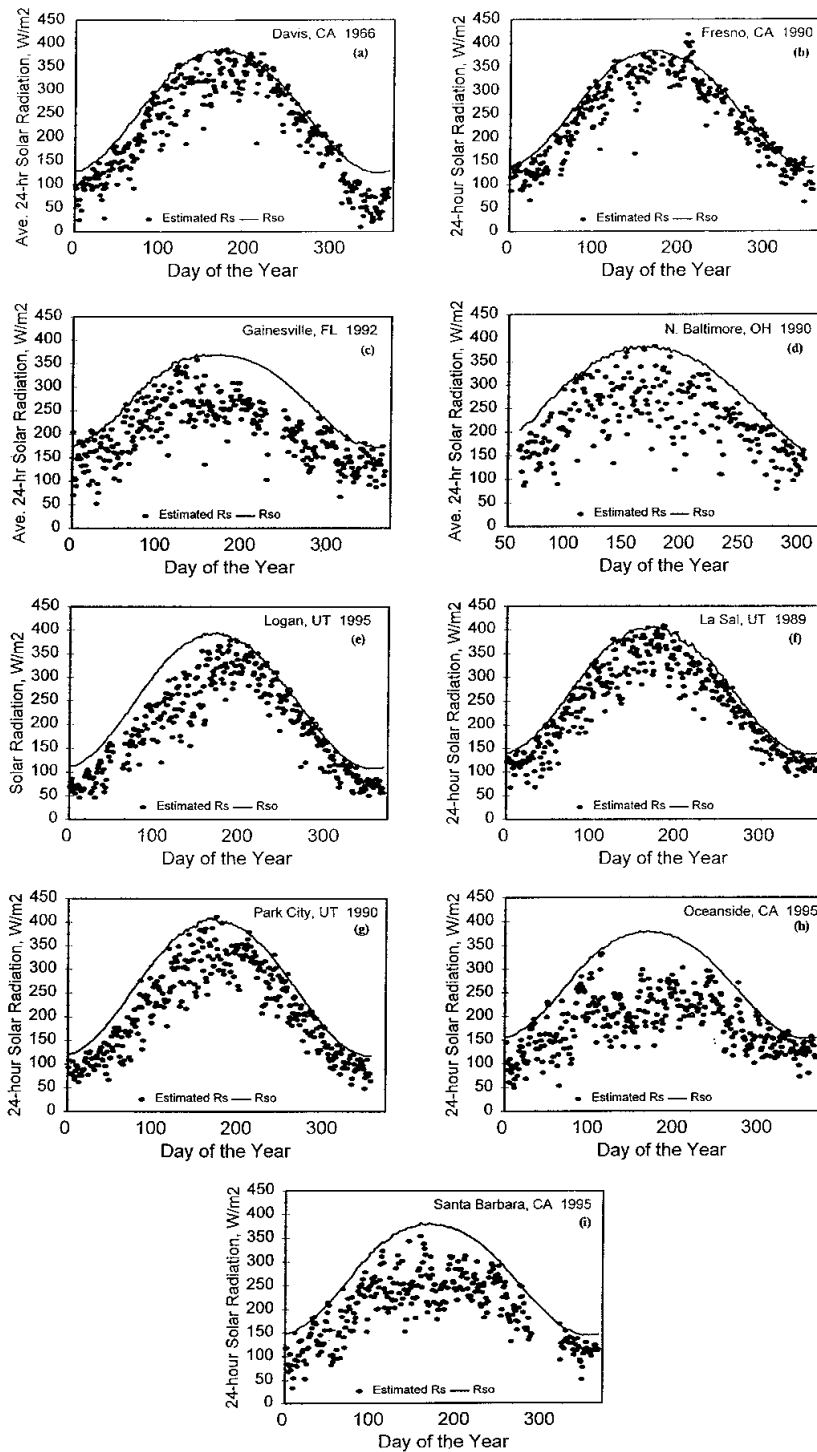 Davis, CA 1966
(a)
Ave. 24-hr Solar Radiation, W/m2
450
400
350
300
250
200
150
100
50
0
Estimated Rs Rso
0 100 200 300
Day of the Year
Fresno, CA 1990
(b)
24-hour Solar Radiation, W/m2
450
400
350
300
250
200
150
100
50
0
Estimated Rs Rso
0 100 200 300
Day of the Year
Gainesville, FL 1992
(c)
Ave. 24-hr Solar Radiation, W/m2
450
400
350
300
250
200
150
100
50
0
Estimated Rs Rso
0 100 200 300
Day of the Year
N. Baltimore, OH 1990
(d)
Ave. 24-hr Solar Radiation, W/m2
450
400
350
300
250
200
150
100
50
0
Estimated Rs Rso
50 100 150 200 250 300
Day of the Year
Logan, UT 1995
(e)
Solar Radiation, W/m2
450
400
350
300
250
200
150
100
50
0
Estimated Rs Rso
0 100 200 300
Day of the Year
La Sal, UT 1989
(f)
24-hour Solar Radiation, W/m2
450
400
350
300
250
200
150
100
50
0
Estimated Rs Rso
0 100 200 300
Day of the Year
Park City, UT 1990
(g)
24-hour Solar Radiation, W/m2
450
400
350
300
250
200
150
100
50
0
Estimated Rs Rso
0 100 200 300
Day of the Year
Oceanside, CA 1995
(h)
24-hour Solar Radiation, W/m2
450
400
350
300
250
200
150
100
50
0
Estimated Rs Rso
0 100 200 300
Day of the Year
Santa Barbara, CA 1995
(i)
24-hour Solar Radiation, W/m2
450
400
350
300
250
200
150
100
50
0
Estimated Rs Rso
0 100 200 300
Day of the Year